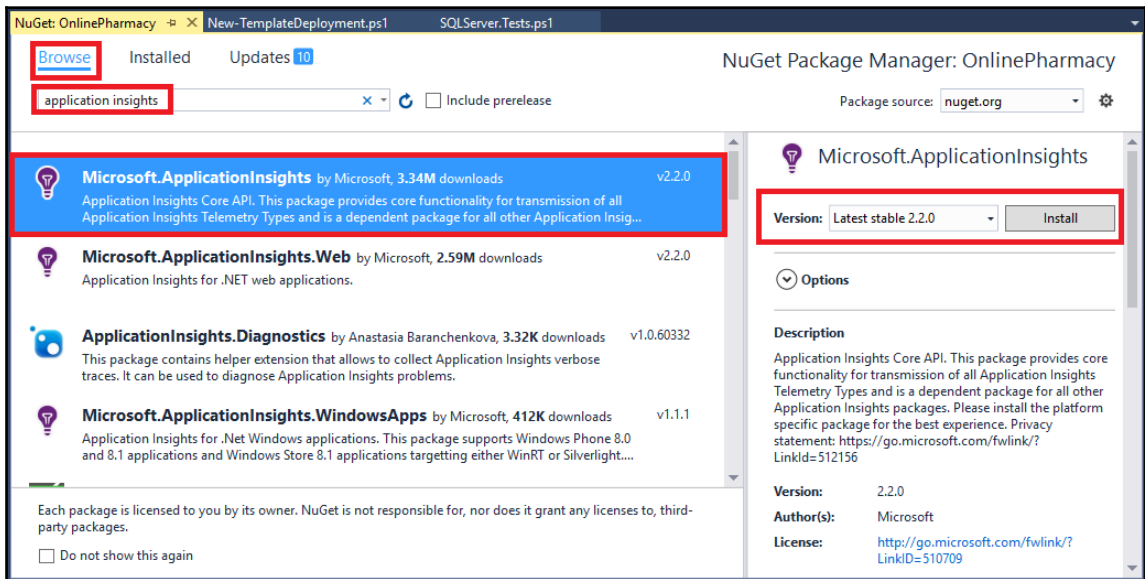 NuGet: OnlinePharmacy New-TemplateDeployment.ps1 SQLServer.Tests.ps1
Browse Installed Updates 10
NuGet Package Manager: OnlinePharmacy
application insights Include prerelease
Package source: nuget.org
Microsoft.ApplicationInsights by Microsoft, 3.34M downloads v2.2.0
Application Insights Core API. This package provides core functionality for transmission of all
Application Insights Telemetry Types and is a dependent package for all other Application Insig...
Microsoft.ApplicationInsights.Web by Microsoft, 2.59M downloads v2.2.0
Application Insights for .NET web applications.
ApplicationInsights.Diagnostics by Anastasia Baranchenkova, 3.32K downloads v1.0.60332
This package contains helper extension that allows to collect Application Insights verbose
traces. It can be used to diagnose Application Insights problems.
Microsoft.ApplicationInsights.WindowsApps by Microsoft, 412K downloads v1.1.1
Application Insights for .Net Windows applications. This package supports Windows Phone 8.0
and 8.1 applications and Windows Store 8.1 applications targetting either WinRT or Silverlight....
Each package is licensed to you by its owner. NuGet is not responsible for, nor does it grant any licenses to, third-
party packages.
Do not show this again
Microsoft.ApplicationInsights
Version: Latest stable 2.2.0 Install
Options
Description
Application Insights Core API. This package provides core
functionality for transmission of all Application Insights
Telemetry Types and is a dependent package for all other
Application Insights packages. Please install the platform
specific package for the best experience. Privacy
statement: https://go.microsoft.com/fwlink/?
LinkId=512156
Version: 2.2.0
Author(s): Microsoft
License: http://go.microsoft.com/fwlink/?
LinkID=510709